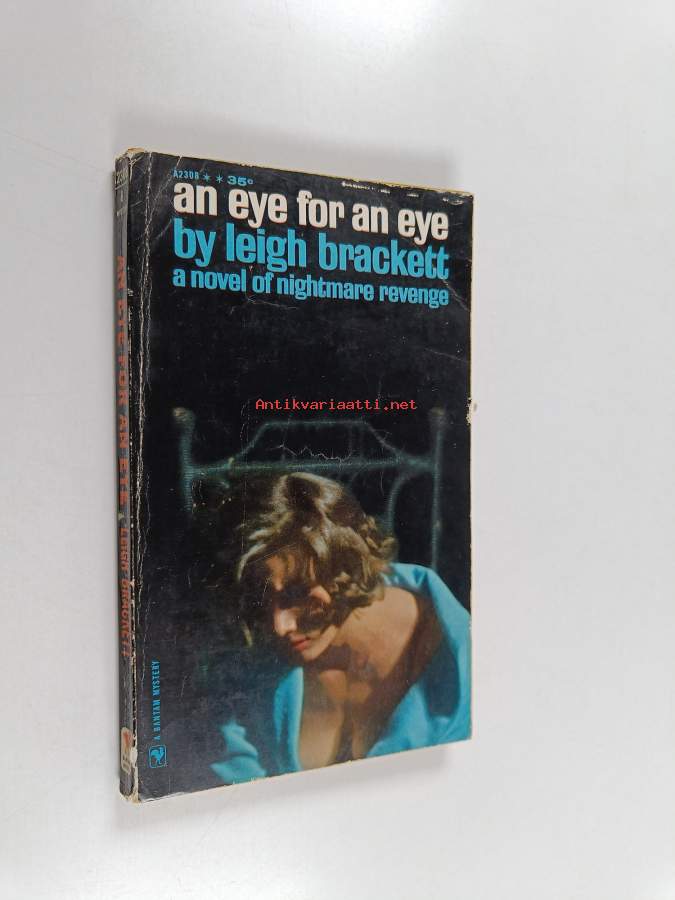 A2308 ★ ★ 35¢
an eye for an eye
by leigh brackett
a novel of nightmare revenge
Antikvariaatti.net
A BANTAM MYSTERY
AN EYE FOR AN EYE
LEIGH BRACKETT